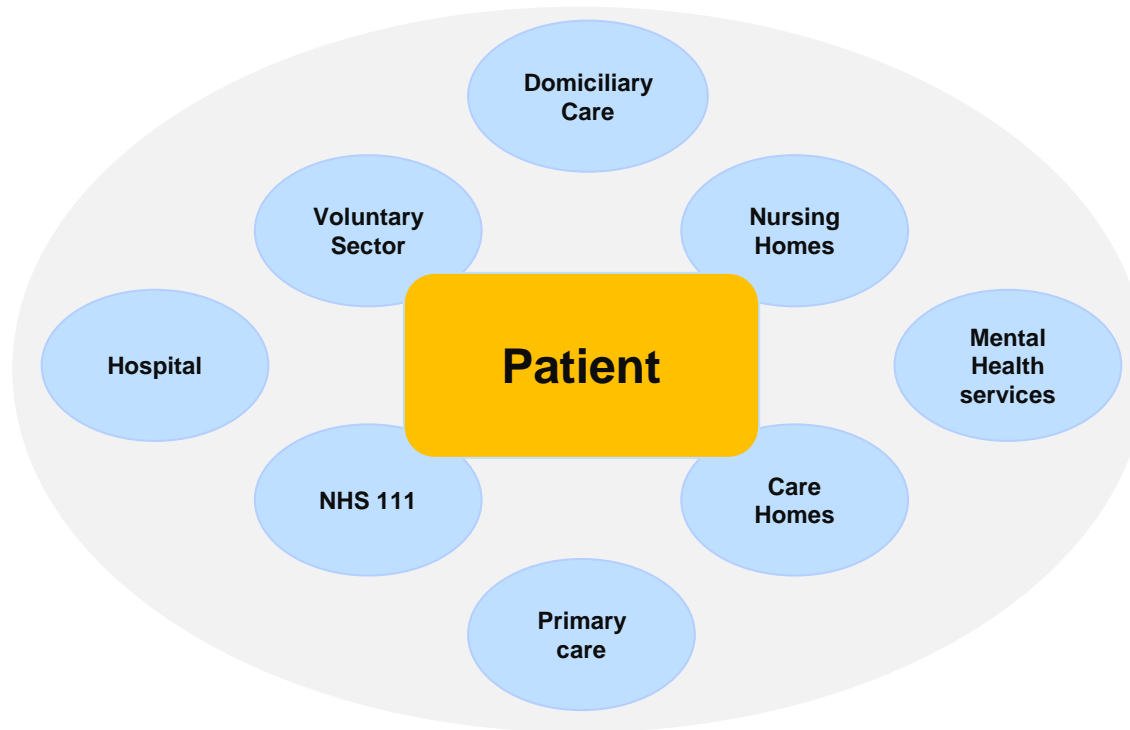 Domiciliary
Care
Voluntary
Sector
Nursing
Homes
Hospital
Patient
Mental
Health
services
NHS 111
Care
Homes
Primary
care